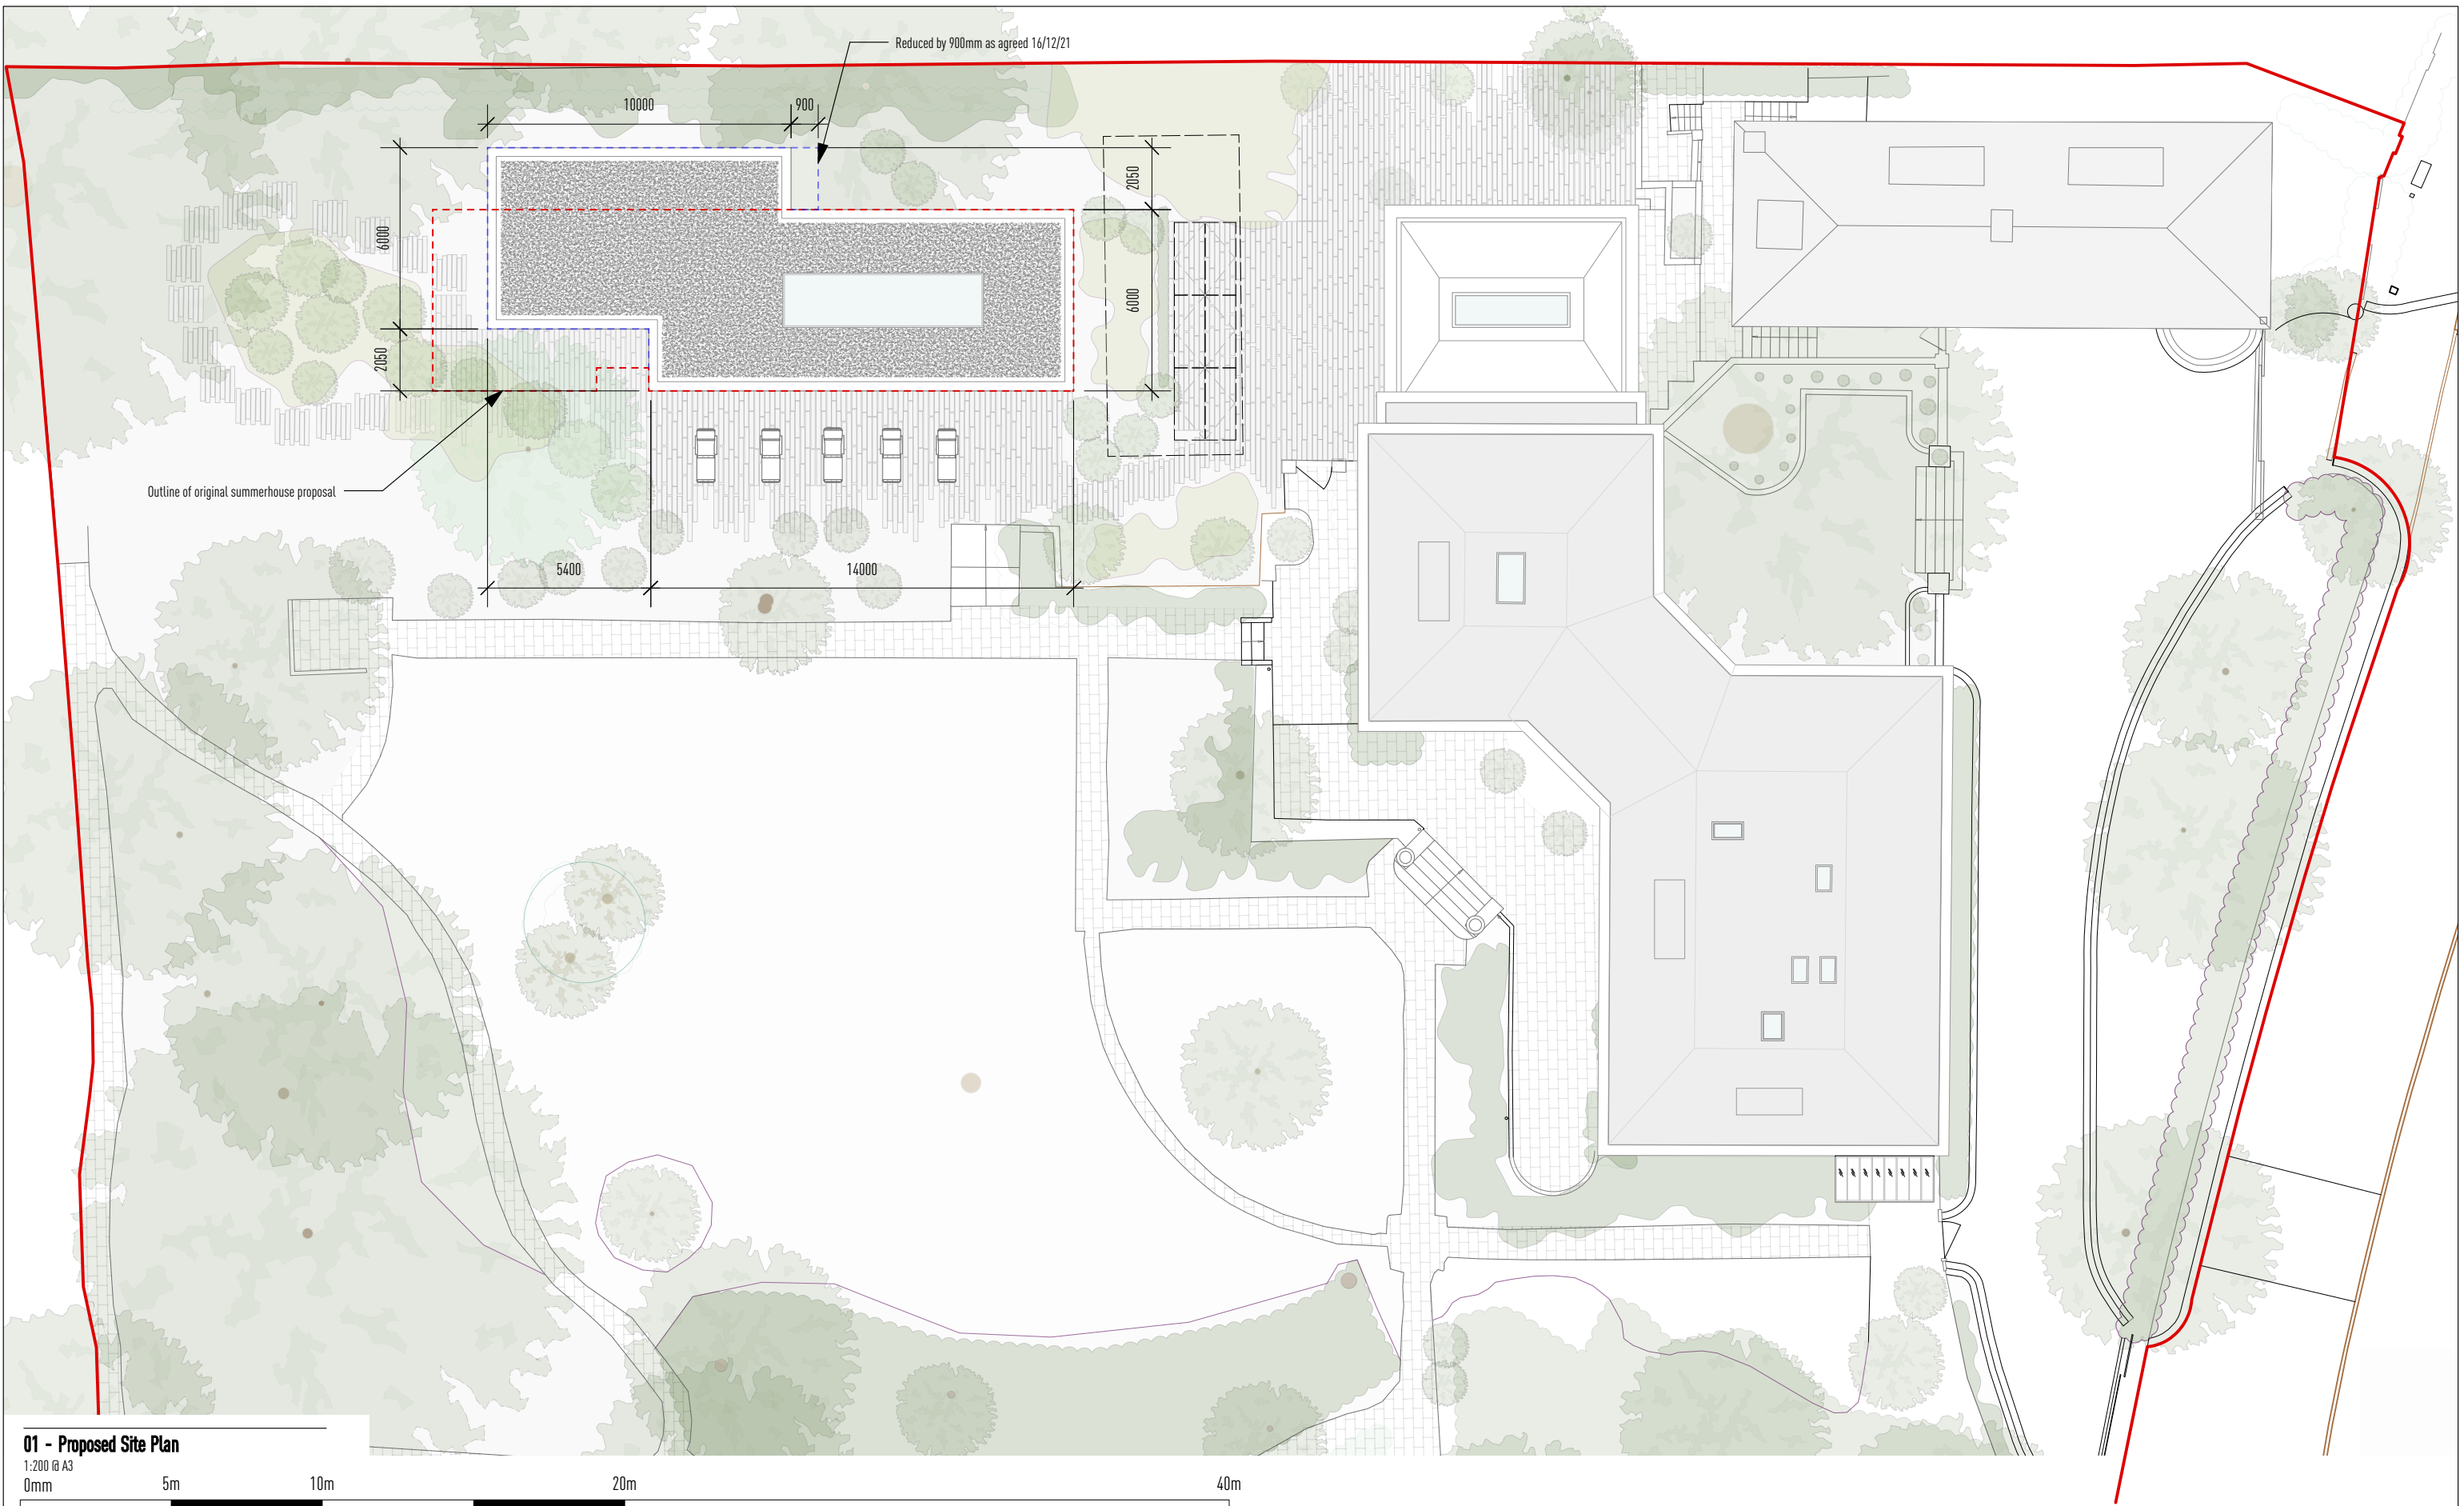 Reduced by 900mm as agreed 16/12/21
10000
900
6000
2050
2050
6000
Outline of original summerhouse proposal
5400
14000
01 - Proposed Site Plan
1:200 @ A3
0mm
5m
10m
20m
40m